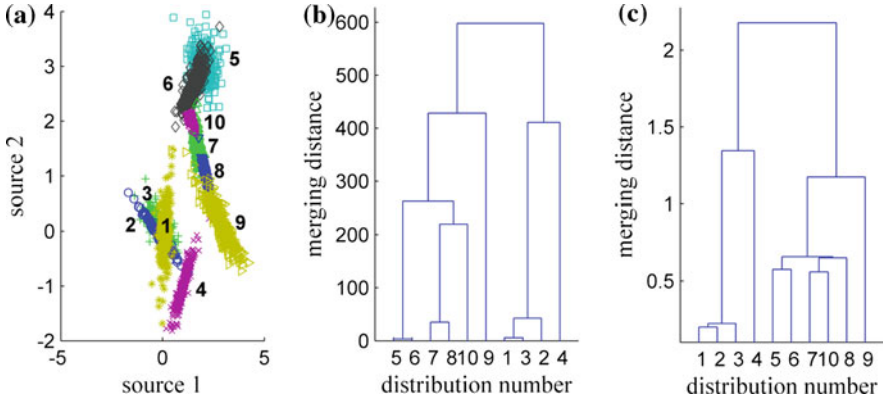 (a)
4
3
2
1
0
-1
-2
-5
0
5
source 2
source 1
5
6
10
7
8
3
2
1
9
4
(b)
600
500
400
300
200
100
0
merging distance
5 6 7 8 10 9 1 3 2 4
distribution number
(c)
2
1.5
1
0.5
merging distance
1 2 3 4 5 6 7 10 8 9
distribution number